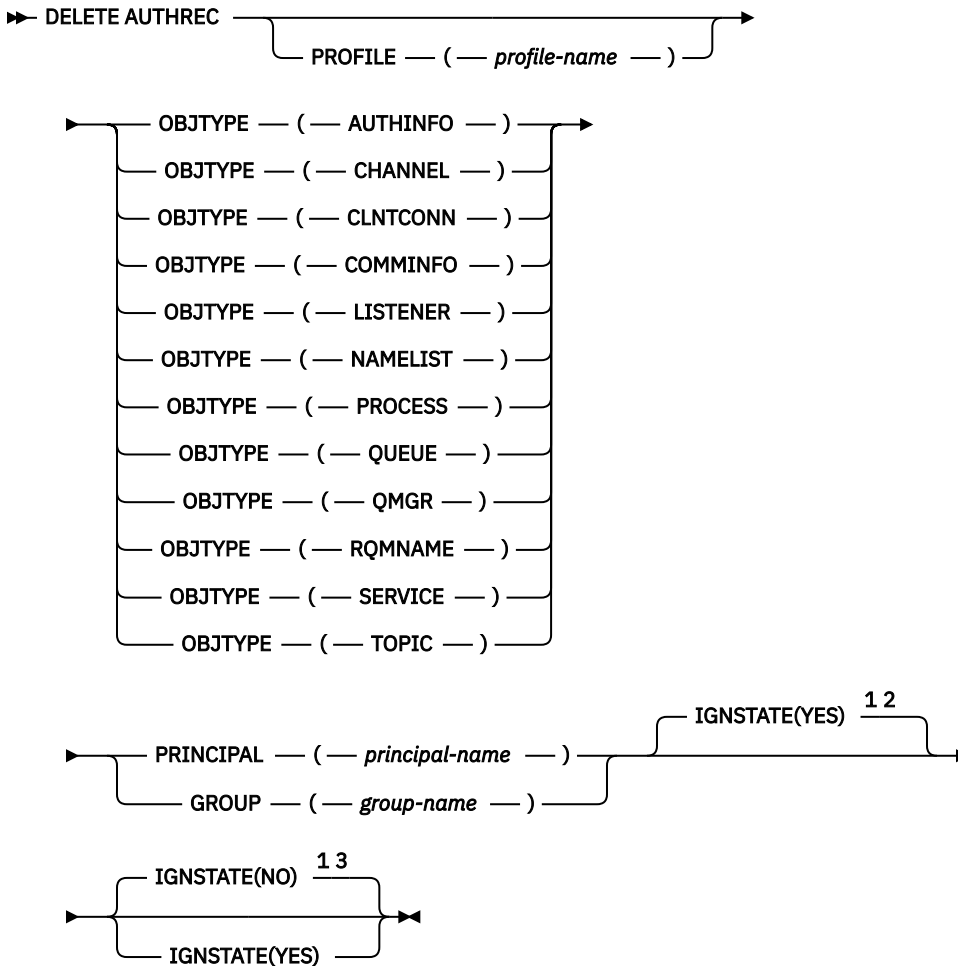 DELETE AUTHREC
PROFILE ( profile-name )
OBJTYPE ( AUTHINFO )
OBJTYPE ( CHANNEL )
OBJTYPE ( CLNTCONN )
OBJTYPE ( COMMINFO )
OBJTYPE ( LISTENER )
OBJTYPE ( NAMELIST )
OBJTYPE ( PROCESS )
OBJTYPE ( QUEUE )
OBJTYPE ( QMGR )
OBJTYPE ( RQMNAME )
OBJTYPE ( SERVICE )
OBJTYPE ( TOPIC )
IGNSTATE(YES) 1 2
PRINCIPAL ( principal-name )
GROUP ( group-name )
IGNSTATE(NO) 1 3
IGNSTATE(YES)